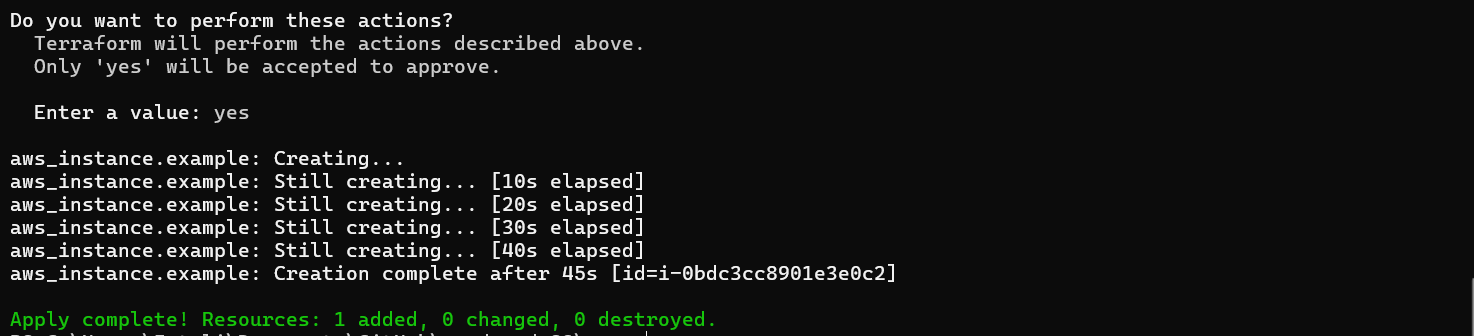 Do you want to perform these actions?
Terraform will perform the actions described above.
Only 'yes' will be accepted to approve.
Enter a value: yes
aws_instance.example: Creating...
aws_instance.example: Still creating... [10s elapsed]
aws_instance.example: Still creating... [20s elapsed]
aws_instance.example: Still creating... [30s elapsed]
aws_instance.example: Still creating... [40s elapsed]
aws_instance.example: Creation complete after 45s [id=i-0bdc3cc8901e3e0c2]
Apply complete! Resources: 1 added, 0 changed, 0 destroyed.